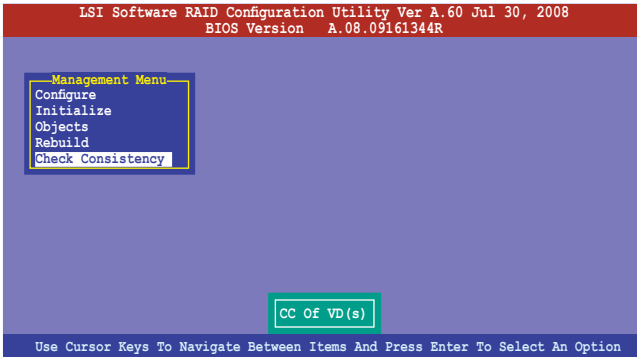 LSI Software RAID Configuration Utility Ver A.60 Jul 30, 2008
BIOS Version A.08.09161344R
Management Menu
Configure
Initialize
Objects
Rebuild
Check Consistency
CC Of VD(s)
Use Cursor Keys To Navigate Between Items And Press Enter To Select An Option